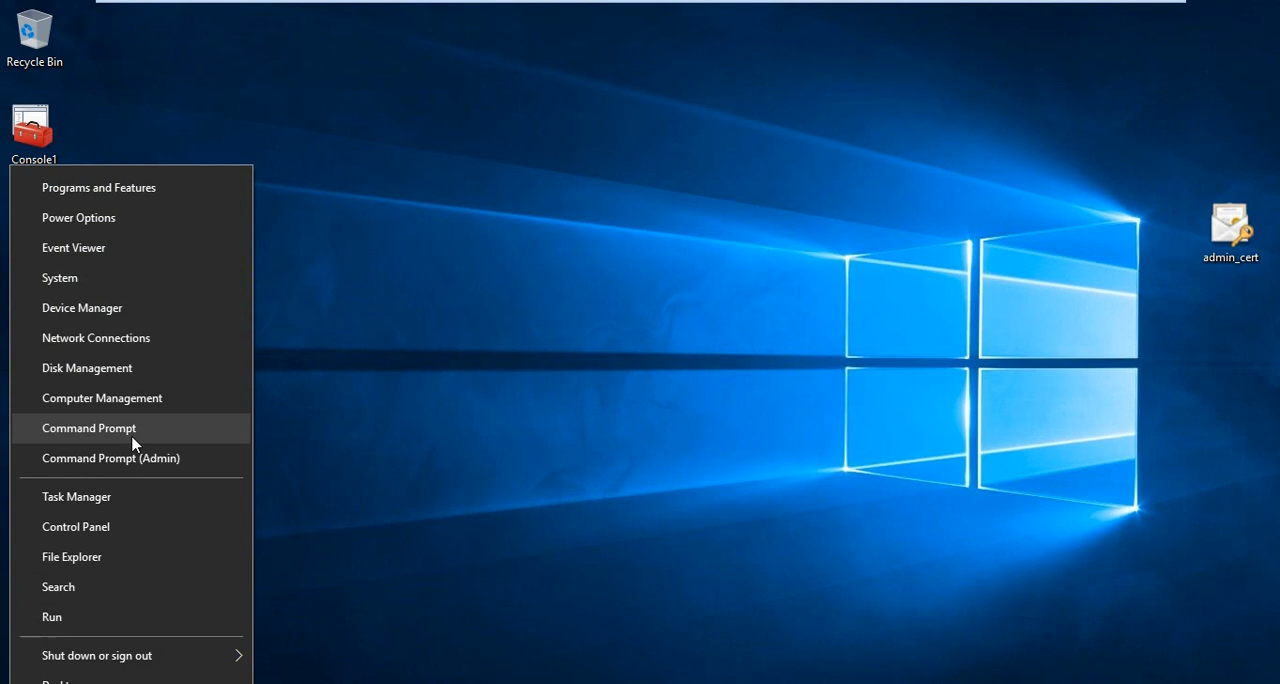 Recycle Bin
Console1
Programs and Features
Power Options
Event Viewer
System
Device Manager
Network Connections
Disk Management
Computer Management
Command Prompt
Command Prompt (Admin)
Task Manager
Control Panel
File Explorer
Search
Run
Shut down or sign out
admin_cert